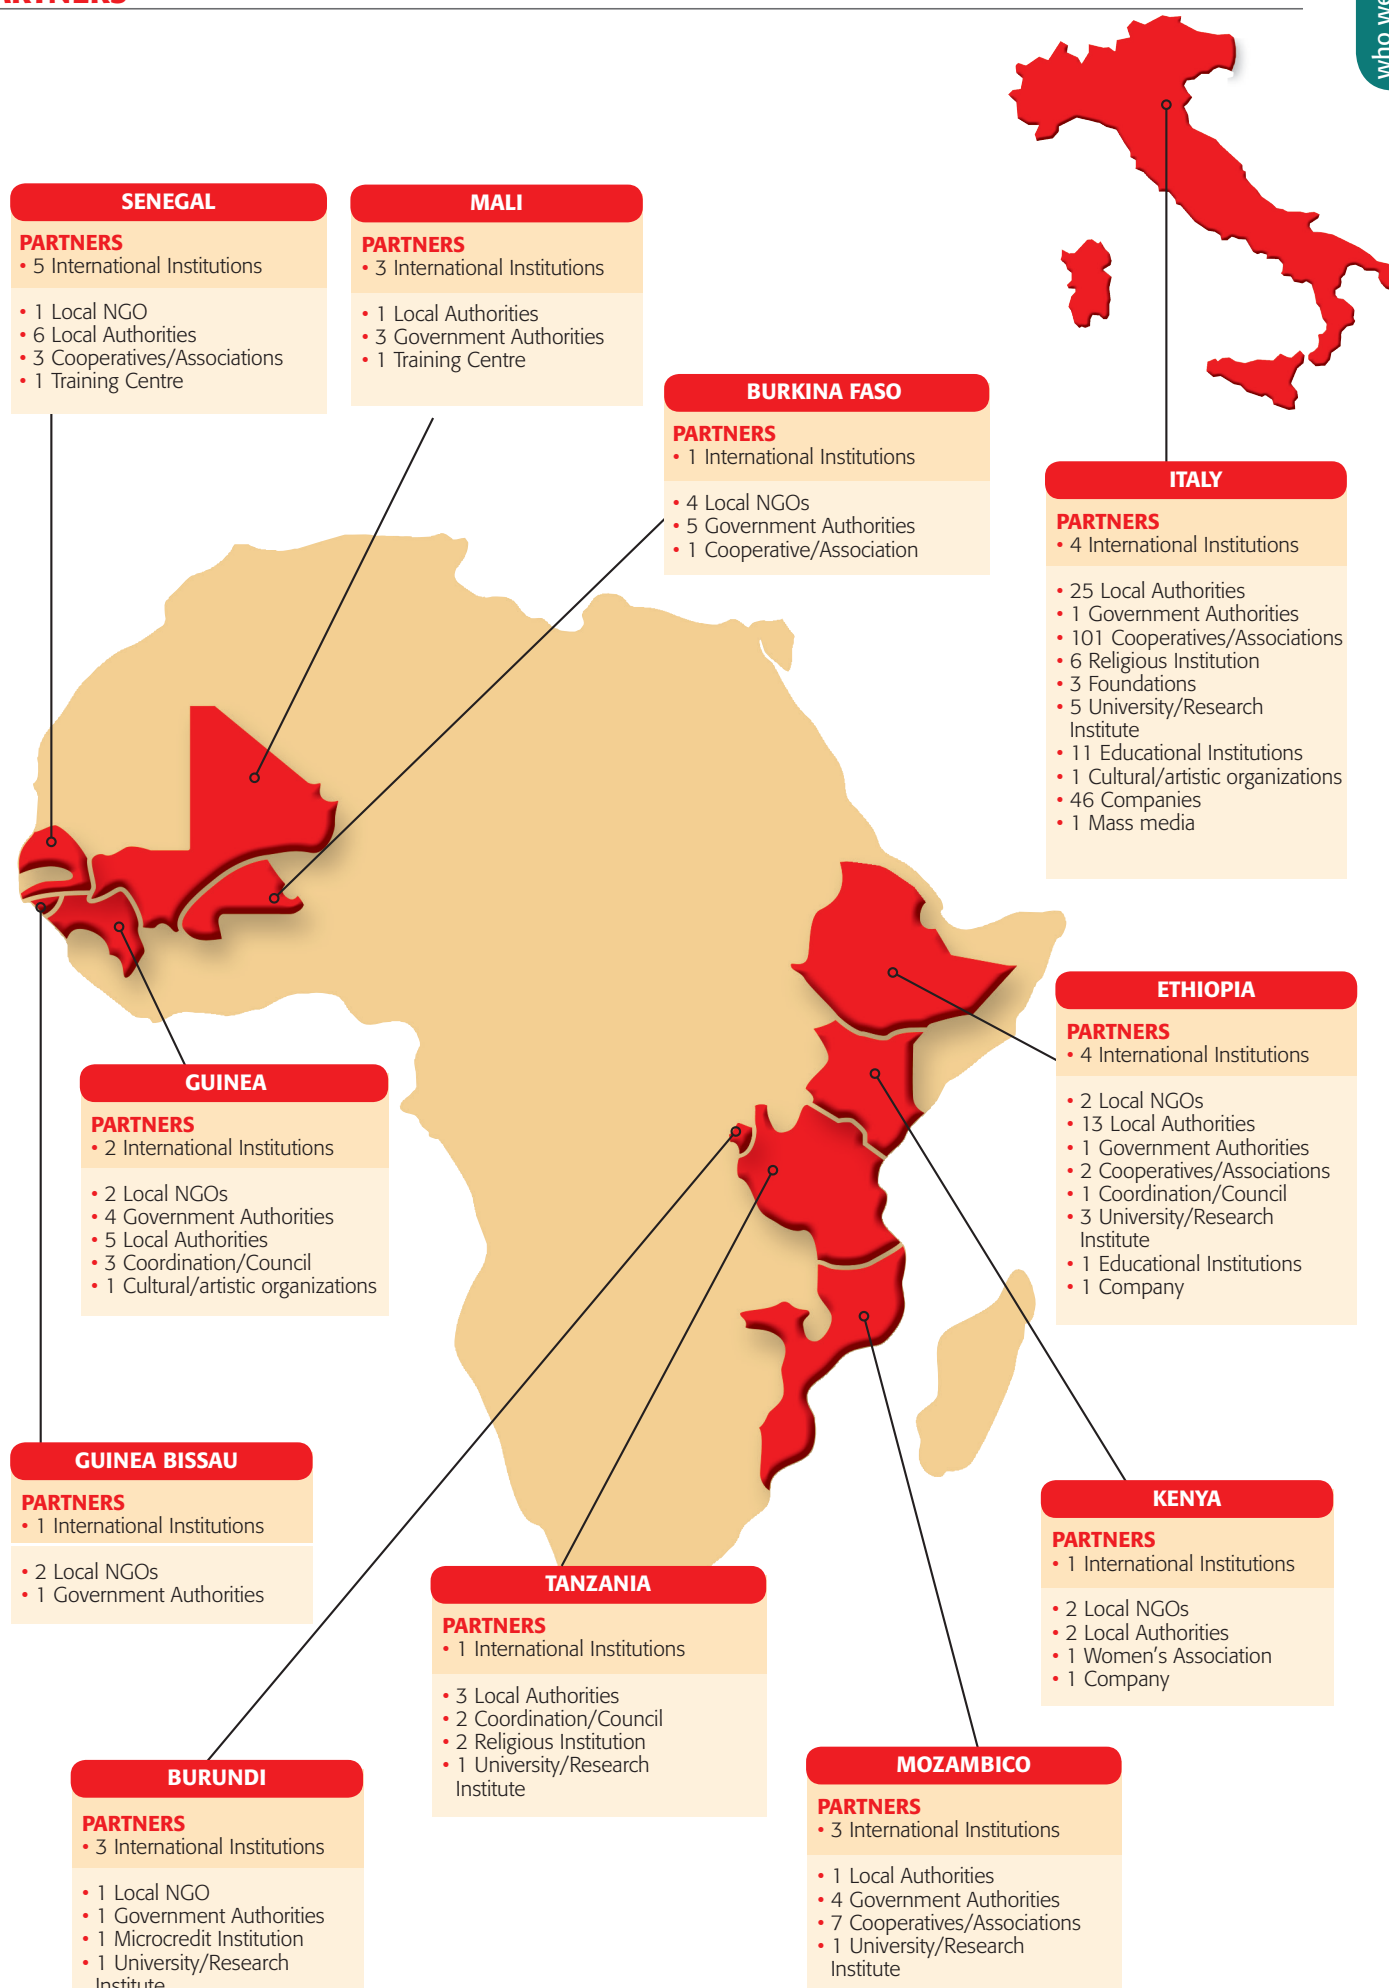 who we
SENEGAL
PARTNERS
• 5 International Institutions
• 1 Local NGO
• 6 Local Authorities
• 3 Cooperatives/Associations
• 1 Training Centre
MALI
PARTNERS
• 3 International Institutions
• 1 Local Authorities
• 3 Government Authorities
• 1 Training Centre
BURKINA FASO
PARTNERS
• 1 International Institutions
• 4 Local NGOs
• 5 Government Authorities
• 1 Cooperative/Association
ITALY
PARTNERS
• 4 International Institutions
• 25 Local Authorities
• 1 Government Authorities
• 101 Cooperatives/Associations
• 6 Religious Institution
• 3 Foundations
• 5 University/Research
Institute
• 11 Educational Institutions
• 1 Cultural/artistic organizations
• 46 Companies
• 1 Mass media
ETHIOPIA
PARTNERS
• 4 International Institutions
• 2 Local NGOs
• 13 Local Authorities
• 1 Government Authorities
• 2 Cooperatives/Associations
• 1 Coordination/Council
• 3 University/Research
Institute
• 1 Educational Institutions
• 1 Company
GUINEA
PARTNERS
• 2 International Institutions
• 2 Local NGOs
• 4 Government Authorities
• 5 Local Authorities
• 3 Coordination/Council
• 1 Cultural/artistic organizations
GUINEA BISSAU
PARTNERS
• 1 International Institutions
• 2 Local NGOs
• 1 Government Authorities
KENYA
PARTNERS
• 1 International Institutions
• 2 Local NGOs
• 2 Local Authorities
• 1 Women's Association
• 1 Company
TANZANIA
PARTNERS
• 1 International Institutions
• 3 Local Authorities
• 2 Coordination/Council
• 2 Religious Institution
• 1 University/Research
Institute
BURUNDI
PARTNERS
• 3 International Institutions
• 1 Local NGO
• 1 Government Authorities
• 1 Microcredit Institution
• 1 University/Research
Institute
MOZAMBICO
PARTNERS
• 3 International Institutions
• 1 Local Authorities
• 4 Government Authorities
• 7 Cooperatives/Associations
• 1 University/Research
Institute